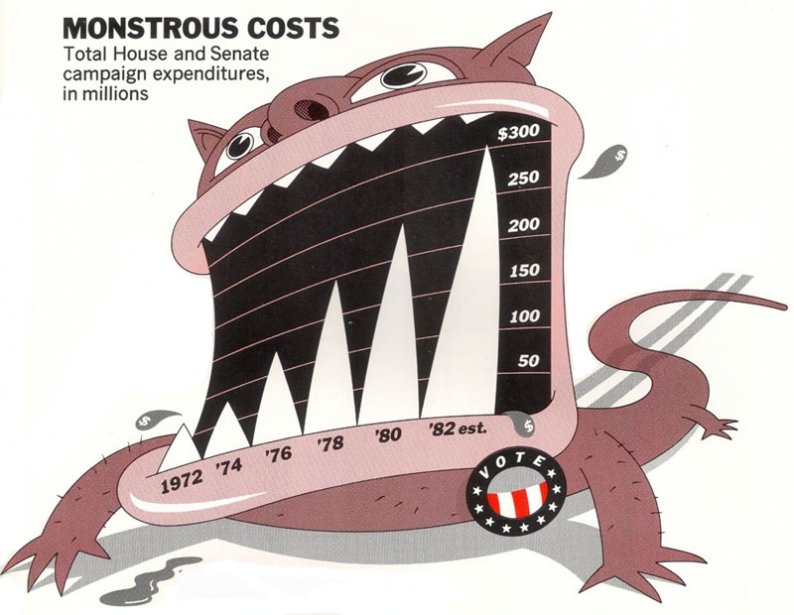 MONSTROUS COSTS
Total House and Senate
campaign expenditures,
in millions
$300
250
200
150
100
50
$
$
$
1972 '74 '76 '78 '80 '82 est.
VOTE